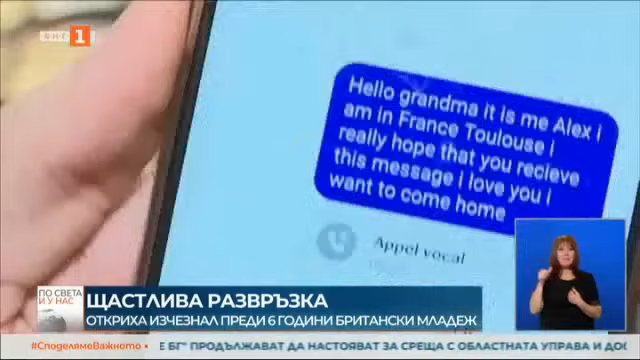 БНТ 1
Hello grandma it is me Alex i
am in France Toulouse i
really hope that you recieve
this message i love you i
want to come home
Appel vocal
ПО СВЕТА
И У НАС
ЩАСТЛИВА РАЗВРЪЗКА
ОТКРИХА ИЗЧЕЗНАЛ ПРЕДИ 6 ГОДИНИ БРИТАНСКИ МЛАДЕЖ
#СподелямеВажното
Е БГ" ПРОДЪЛЖАВАТ ДА НАСТОЯВАТ ЗА СРЕЩА С ОБЛАСТНАТА УПРАВА И ДОС